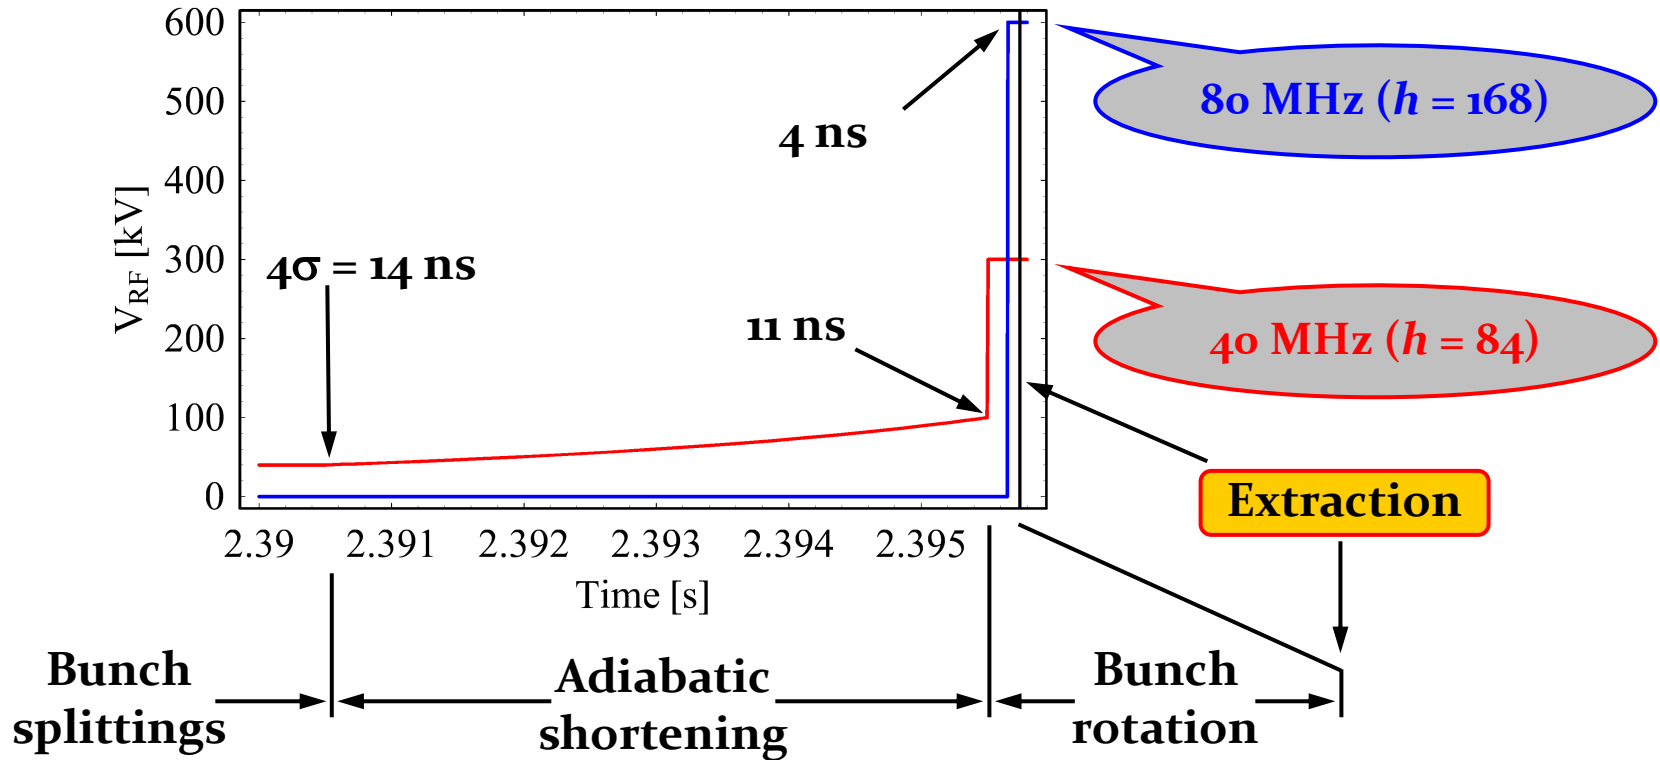 600
500
400
300
200
100
0
V_RF [kV]
2.39 2.391 2.392 2.393 2.394 2.395
Time [s]
4σ = 14 ns
11 ns
4 ns
80 MHz (h = 168)
40 MHz (h = 84)
Extraction
Bunch
splittings
Adiabatic
shortening
Bunch
rotation